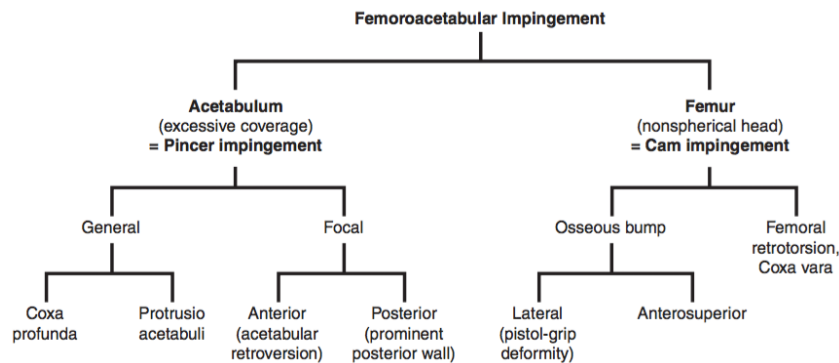 Femoroacetabular Impingement
Acetabulum
(excessive coverage)
= Pincer impingement
Femur
(nonspherical head)
= Cam impingement
General
Focal
Osseous bump
Femoral
retrotorsion,
Coxa vara
Coxa
profunda
Protrusio
acetabuli
Anterior
(acetabular
retroversion)
Posterior
(prominent
posterior wall)
Lateral
(pistol-grip
deformity)
Anterosuperior